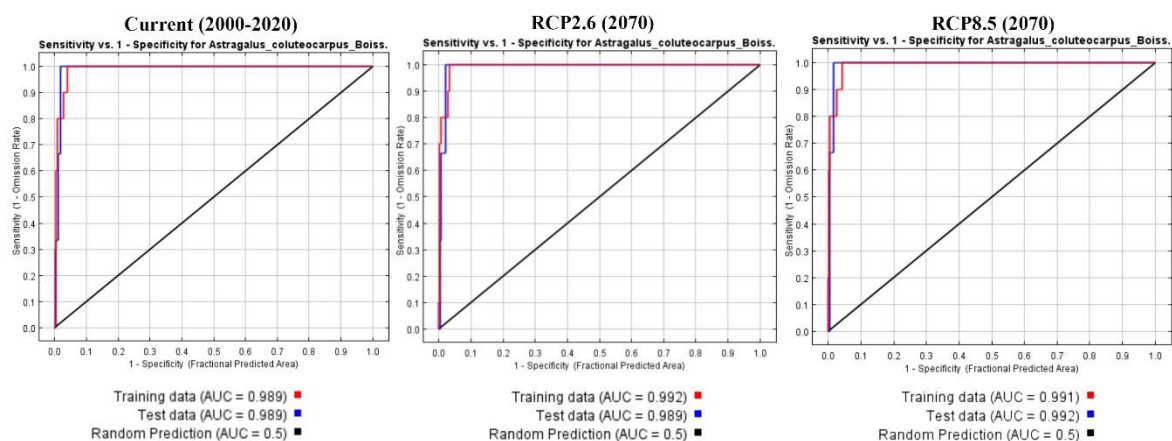 Current (2000-2020)
Sensitivity vs. 1 - Specificity for Astragalus_coluteocarpus_Boiss.
1.0
0.9
0.8
0.7
0.6
0.5
0.4
0.3
0.2
0.1
0.0
Sensitivity (1 - Omission Rate)
0.0 0.1 0.2 0.3 0.4 0.5 0.6 0.7 0.8 0.9 1.0
1 - Specificity (Fractional Predicted Area)
Training data (AUC = 0.989)
Test data (AUC = 0.989)
Random Prediction (AUC = 0.5)
RCP2.6 (2070)
Sensitivity vs. 1 - Specificity for Astragalus_coluteocarpus_Boiss.
1.0
0.9
0.8
0.7
0.6
0.5
0.4
0.3
0.2
0.1
0.0
Sensitivity (1 - Omission Rate)
0.0 0.1 0.2 0.3 0.4 0.5 0.6 0.7 0.8 0.9 1.0
1 - Specificity (Fractional Predicted Area)
Training data (AUC = 0.992)
Test data (AUC = 0.989)
Random Prediction (AUC = 0.5)
RCP8.5 (2070)
Sensitivity vs. 1 - Specificity for Astragalus_coluteocarpus_Boiss.
1.0
0.9
0.8
0.7
0.6
0.5
0.4
0.3
0.2
0.1
0.0
Sensitivity (1 - Omission Rate)
0.0 0.1 0.2 0.3 0.4 0.5 0.6 0.7 0.8 0.9 1.0
1 - Specificity (Fractional Predicted Area)
Training data (AUC = 0.991)
Test data (AUC = 0.992)
Random Prediction (AUC = 0.5)